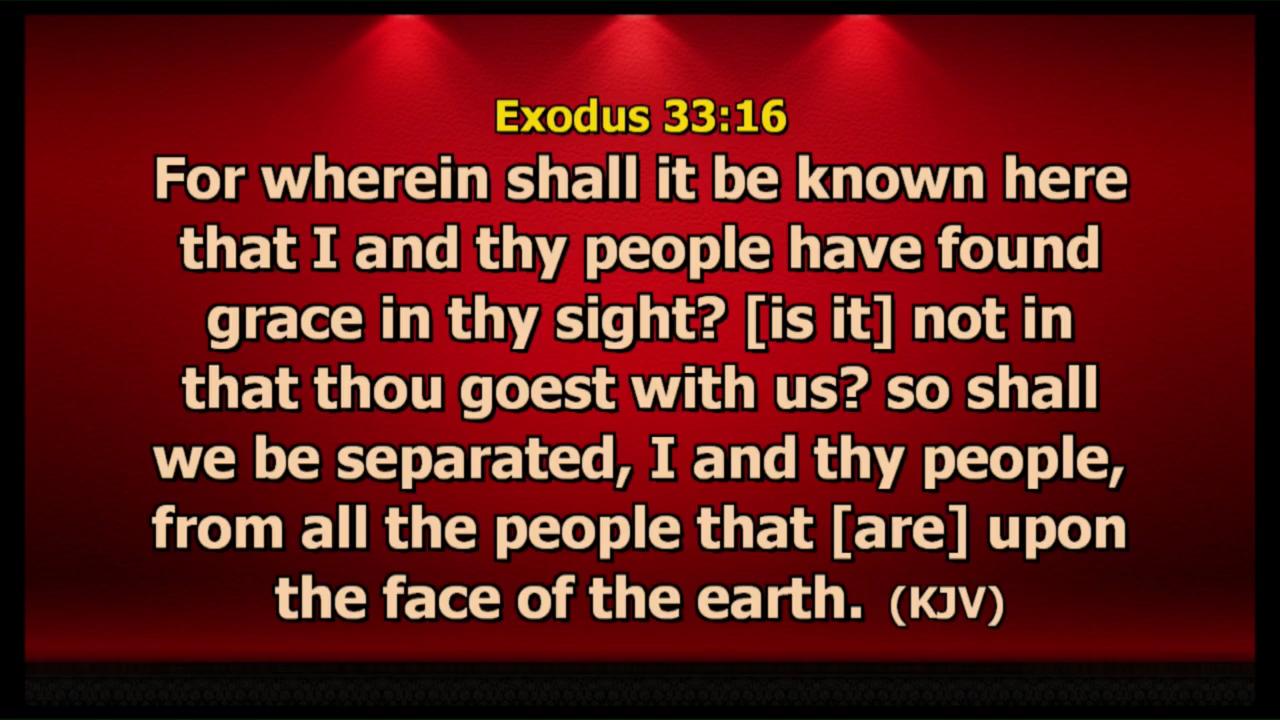 Exodus 33:16
For wherein shall it be known here
that I and thy people have found
grace in thy sight? [is it] not in
that thou goest with us? so shall
we be separated, I and thy people,
from all the people that [are] upon
the face of the earth. (KJV)